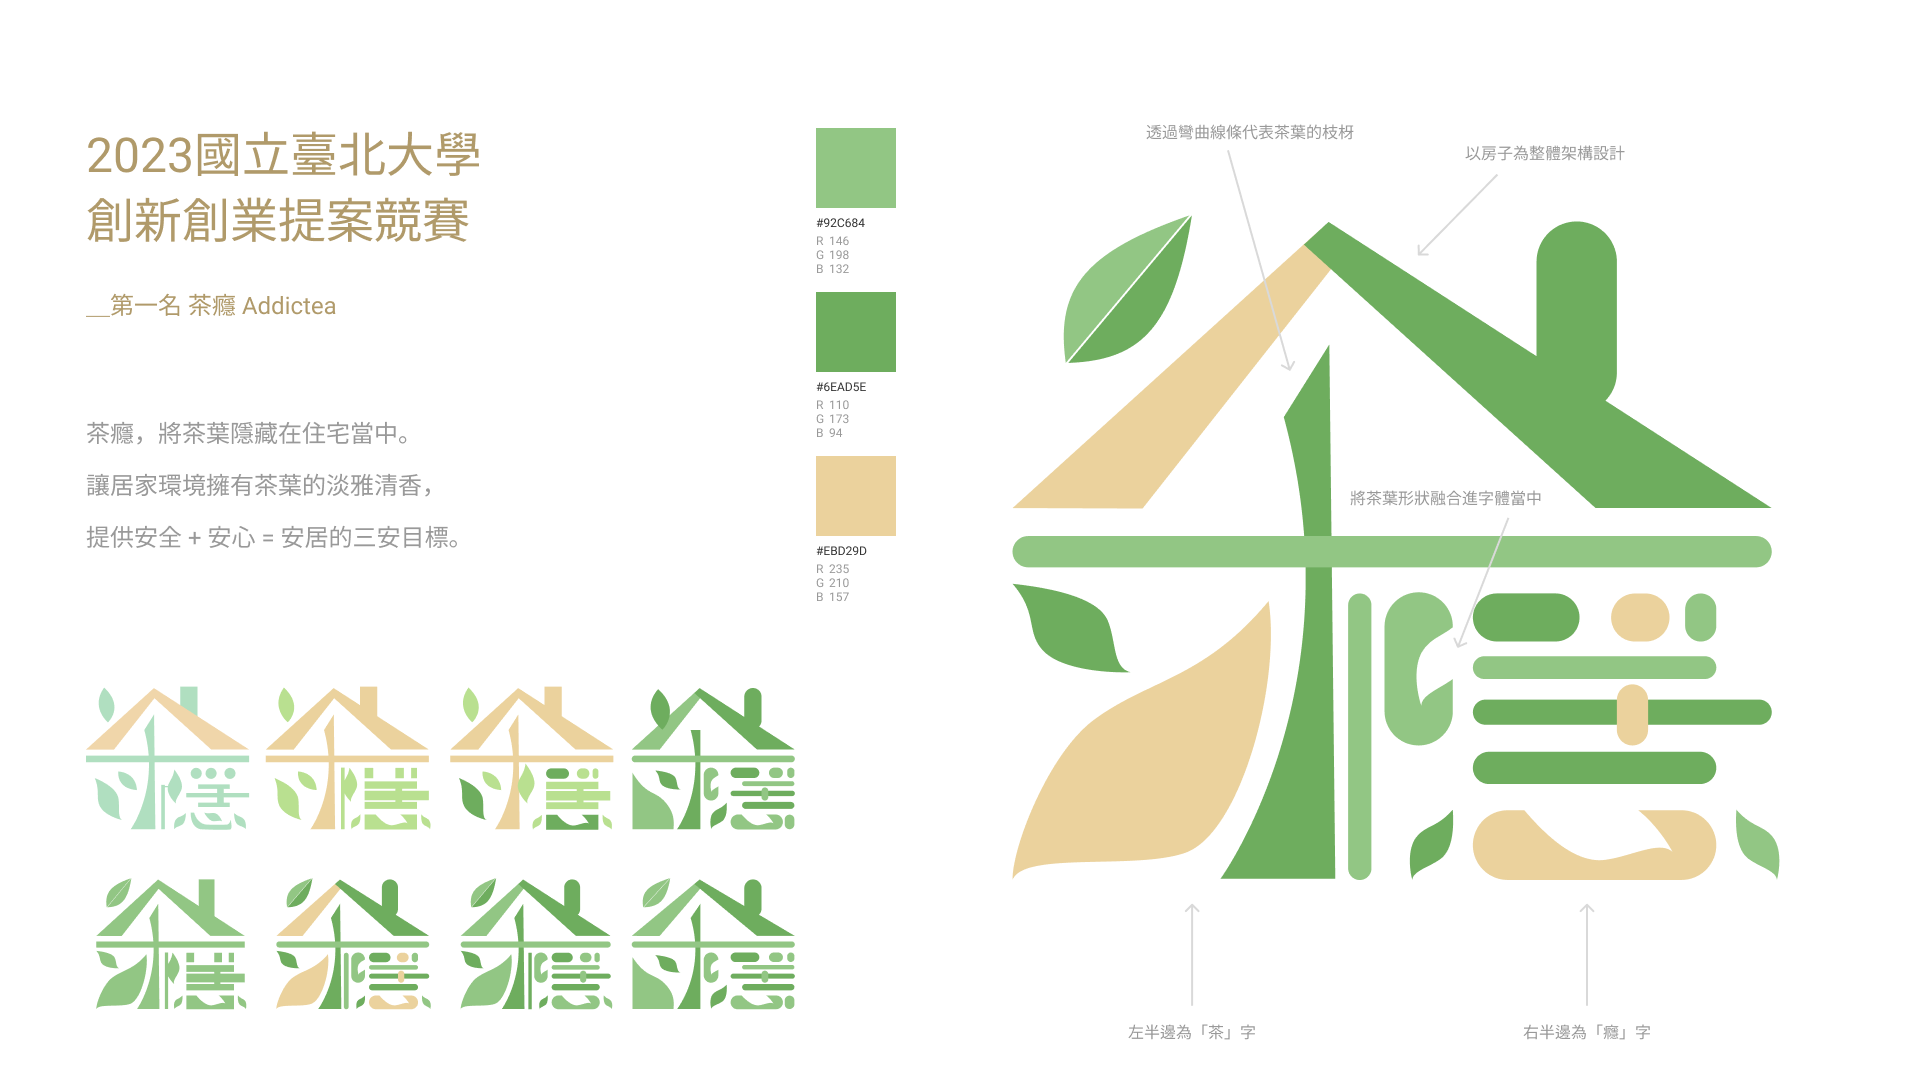 2023國立臺北大學
創新創業提案競賽
__第一名 茶癮 Addictea
茶癮，將茶葉隱藏在住宅當中。
讓居家環境擁有茶葉的淡雅清香，
提供安全 + 安心 = 安居的三安目標。
#92C684
R 146
G 198
B 132
#6EAD5E
R 110
G 173
B 94
#EBD29D
R 235
G 210
B 157
透過彎曲線條代表茶葉的枝枒
以房子為整體架構設計
將茶葉形狀融合進字體當中
左半邊為「茶」字
右半邊為「癮」字